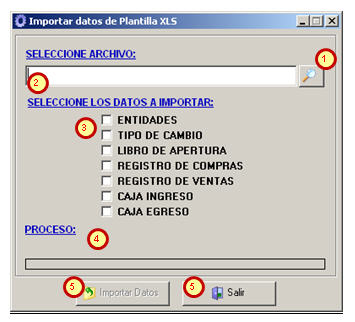 Importar datos de Plantilla XLS
SELECCIONE ARCHIVO:
1
2
SELECCIONE LOS DATOS A IMPORTAR:
3
ENTIDADES
TIPO DE CAMBIO
LIBRO DE APERTURA
REGISTRO DE COMPRAS
REGISTRO DE VENTAS
CAJA INGRESO
CAJA EGRESO
PROCESO:
4
5 Importar Datos
5 Salir